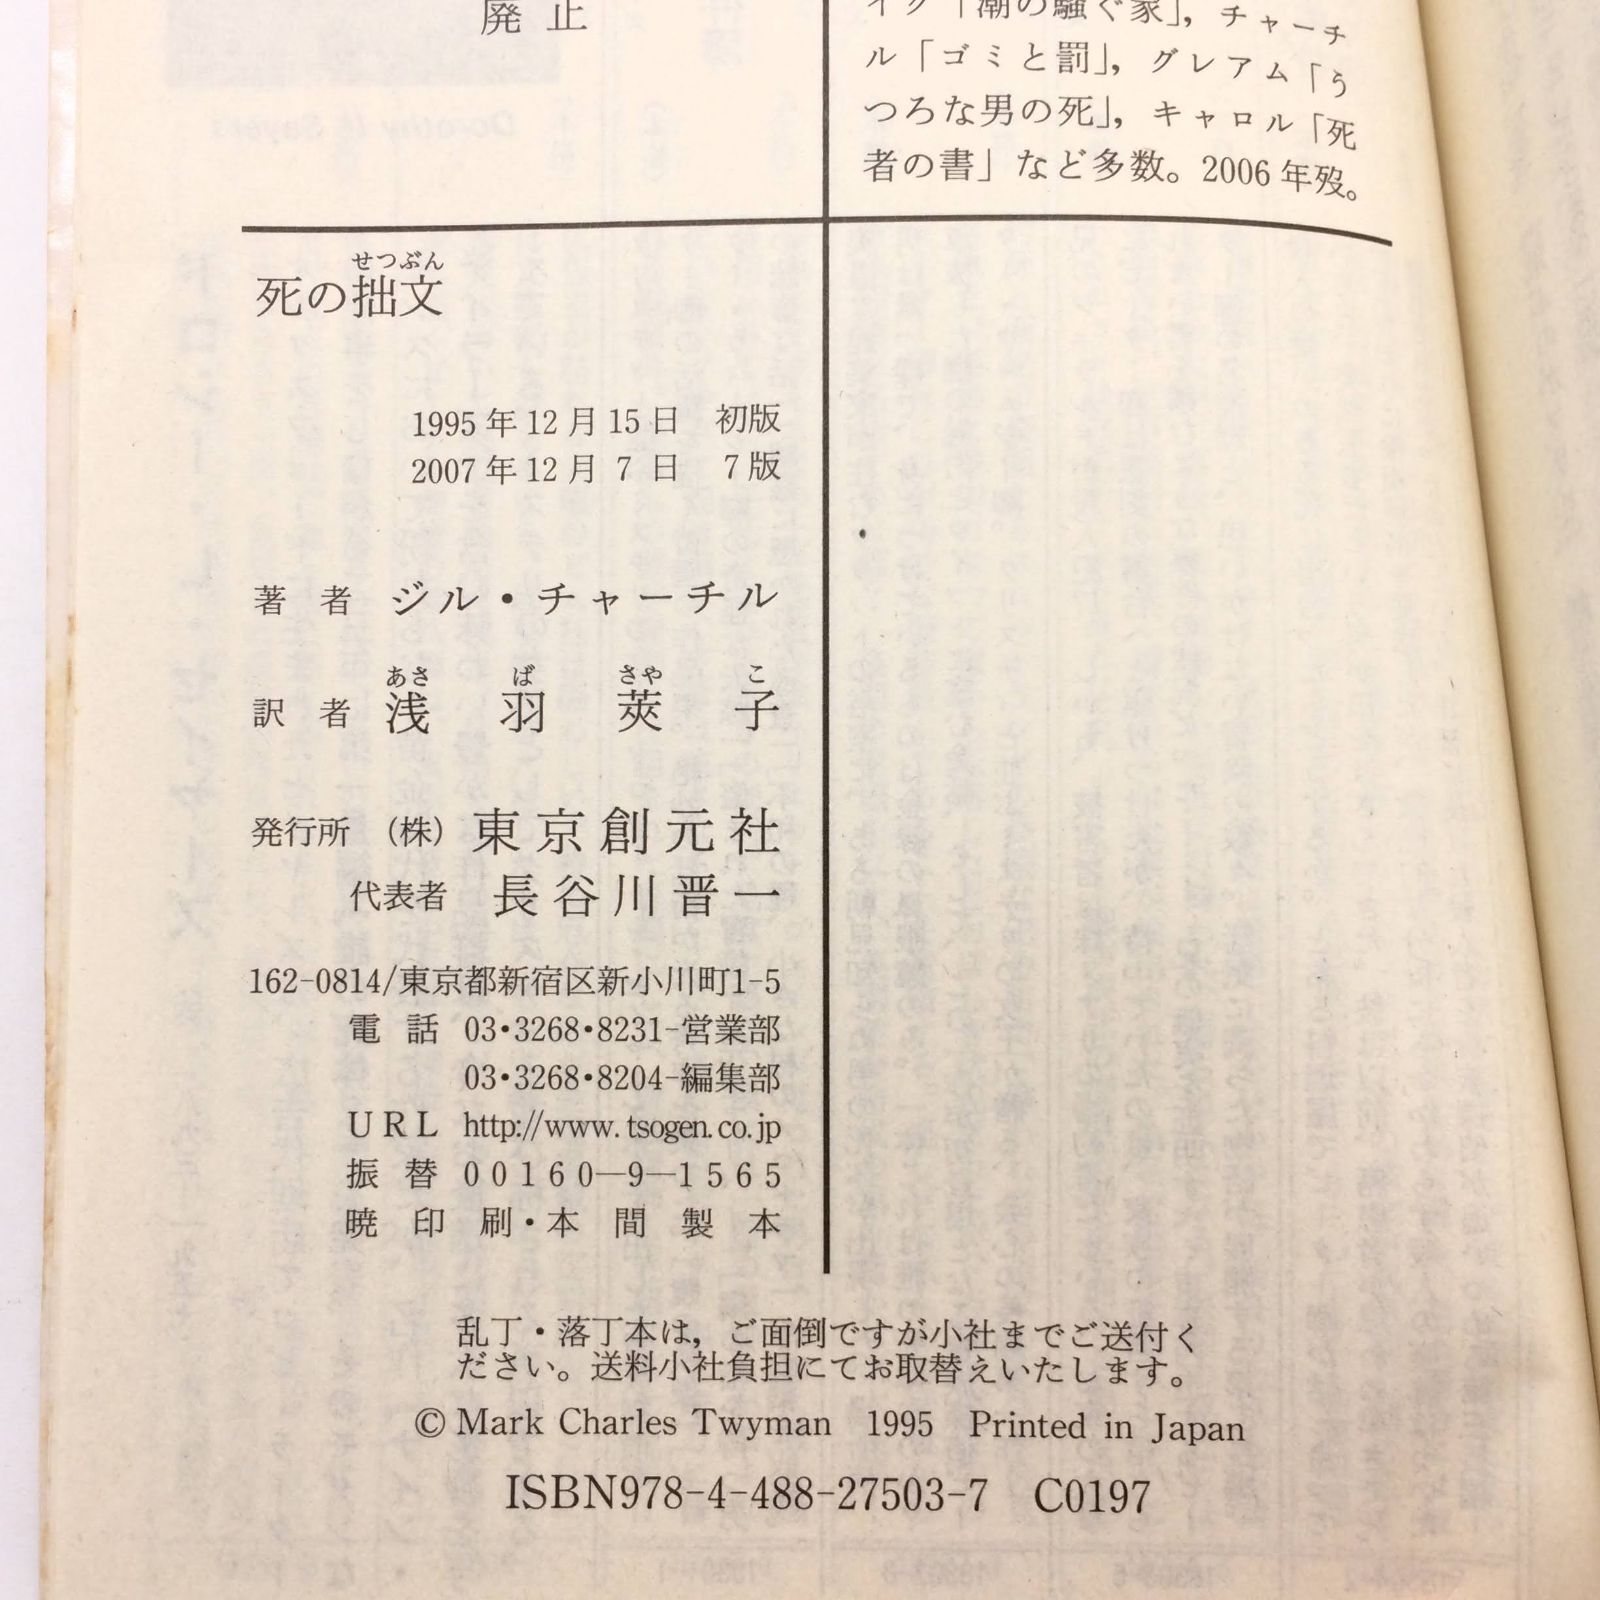 廃止
イク「潮の騒ぐ家」，チャーチ
ル「ゴミと罰」，グレアム「う
つろな男の死」，キャロル「死
者の書」など多数。2006年歿。
せつぶん
死の拙文
1995年12月15日 初版
2007年12月7日 7版
著者 ジル・チャーチル
あさ ば さや こ
訳者 浅羽莢子
発行所 （株）東京創元社
代表者 長谷川晋一
162-0814/東京都新宿区新小川町1-5
電話 03・3268・8231-営業部
03・3268・8204-編集部
URL http://www.tsogen.co.jp
振替 00160―9―1565
暁印刷・本間製本
乱丁・落丁本は，ご面倒ですが小社までご送付く
ださい。送料小社負担にてお取替えいたします。
© Mark Charles Twyman 1995 Printed in Japan
ISBN978-4-488-27503-7 C0197